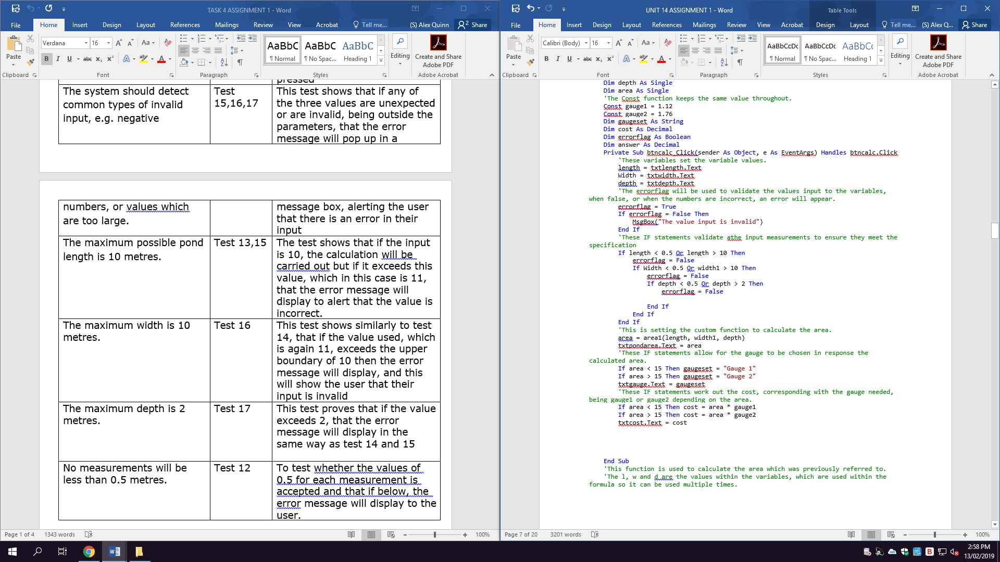 TASK 4 ASSIGNMENT 1 - Word
File Home Insert Design Layout References Mailings Review View Acrobat Tell me... (S) Alex Quinn Share
Verdana 16
Paste
Editing
Create and Share Adobe PDF
AaBbC AaBbC AaBbC
¶ Normal ¶ No Spac... Heading 1
Clipboard Font Paragraph Styles Adobe Acrobat
pressed
The system should detect
common types of invalid
input, e.g. negative
Test
15,16,17
This test shows that if any of
the three values are unexpected
or are invalid, being outside the
parameters, that the error
message will pop up in a
numbers, or values which
are too large.
message box, alerting the user
that there is an error in their
input
The maximum possible pond
length is 10 metres.
Test 13,15
The test shows that if the input
is 10, the calculation will be
carried out but if it exceeds this
value, which in this case is 11,
that the error message will
display to alert that the value is
incorrect.
The maximum width is 10
metres.
Test 16
This test shows similarly to test
14, that if the value used, which
is again 11, exceeds the upper
boundary of 10 then the error
message will display, and this
will show the user that their
input is invalid
The maximum depth is 2
metres.
Test 17
This test proves that if the value
exceeds 2, that the error
message will display in the
same way as test 14 and 15
No measurements will be
less than 0.5 metres.
Test 12
To test whether the values of
0.5 for each measurement is
accepted and that if below, the
error message will display to the
user.
Page 1 of 4 1343 words 100%
UNIT 14 ASSIGNMENT 1 - Word
Table Tools
File Home Insert Design Layout References Mailings Review View Acrobat Design Layout Tell me... (S) Alex Q... Share
Calibri (Body) 16
Paste
Editing
Create and Share Adobe PDF
AaBbCcDc AaBbCcDc AaBbCc
¶ Normal ¶ No Spac... Heading 1
Clipboard Font Paragraph Styles Adobe Acrobat
Dim depth As Single
Dim area As Single
'The Const function keeps the same value throughout.
Const gauge1 = 1.12
Const gauge2 = 1.76
Dim gaugeset As String
Dim cost As Decimal
Dim errorflag As Boolean
Dim answer As Decimal
Private Sub btncalc_Click(sender As Object, e As EventArgs) Handles btncalc.Click
'These variables set the variable values.
length = txtlength.Text
Width = txtwidth.Text
depth = txtdepth.Text
'The errorflag will be used to validate the values input to the variables,
when false, or when the numbers are incorrect, an error will appear.
errorflag = True
If errorflag = False Then
MsgBox("The value input is invalid")
End If
'These IF statements validate athe input measurements to ensure they meet the
specification
If length < 0.5 Or length > 10 Then
errorflag = False
If Width < 0.5 Or width1 > 10 Then
errorflag = False
If depth < 0.5 Or depth > 2 Then
errorflag = False
End If
End If
End If
'This is setting the custom function to calculate the area.
area = area1(length, width1, depth)
txtpondarea.Text = area
'These IF statements allow for the gauge to be chosen in response the
calculated area.
If area < 15 Then gaugeset = "Gauge 1"
If area > 15 Then gaugeset = "Gauge 2"
txtgauge.Text = gaugeset
'These IF statements work out the cost, corresponding with the gauge needed,
being gauge1 or gauge2 depending on the area.
If area < 15 Then cost = area * gauge1
If area > 15 Then cost = area * gauge2
txtcost.Text = cost
End Sub
'This function is used to calculate the area which was previously referred to.
'The l, w and d are the values within the variables, which are used within the
formula so it can be used multiple times.
Page 7 of 20 3201 words 100%
2:58 PM
13/02/2019